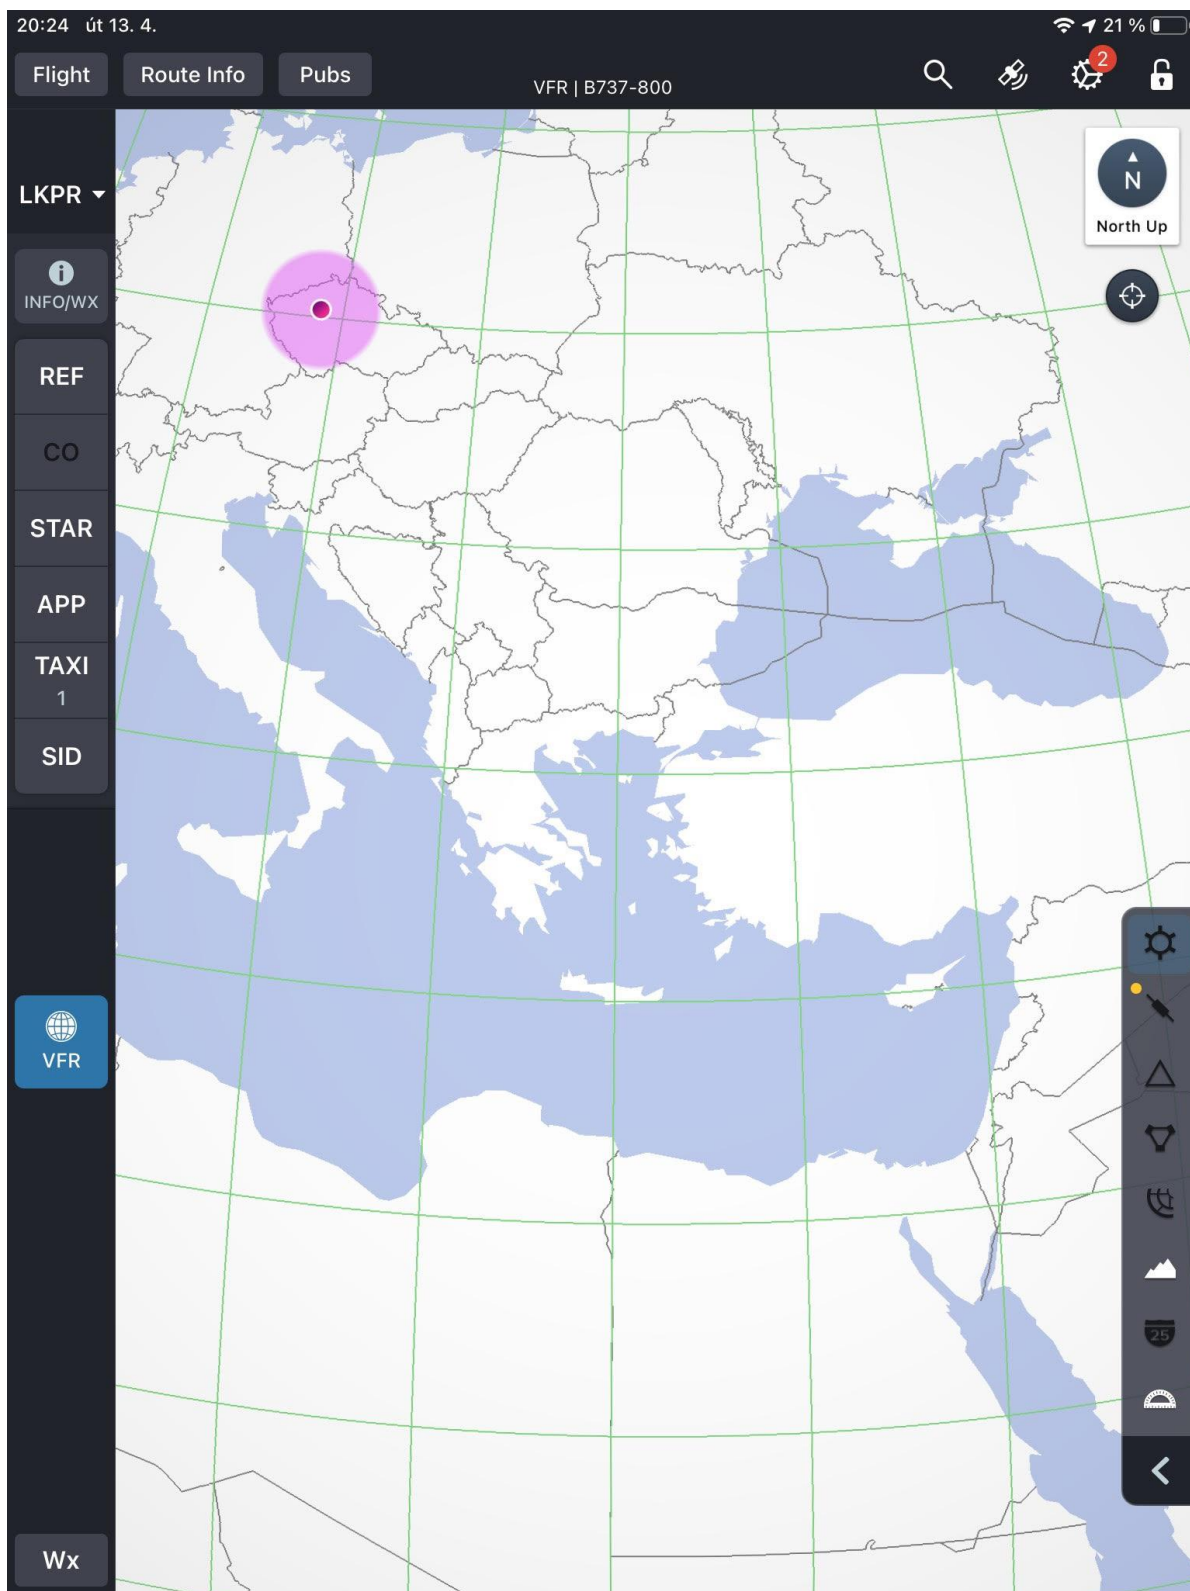 20:24 út 13. 4.
21 %
Flight
Route Info
Pubs
VFR | B737-800
2
LKPR
N
North Up
i
INFO/WX
REF
CO
STAR
APP
TAXI
1
SID
VFR
25
Wx